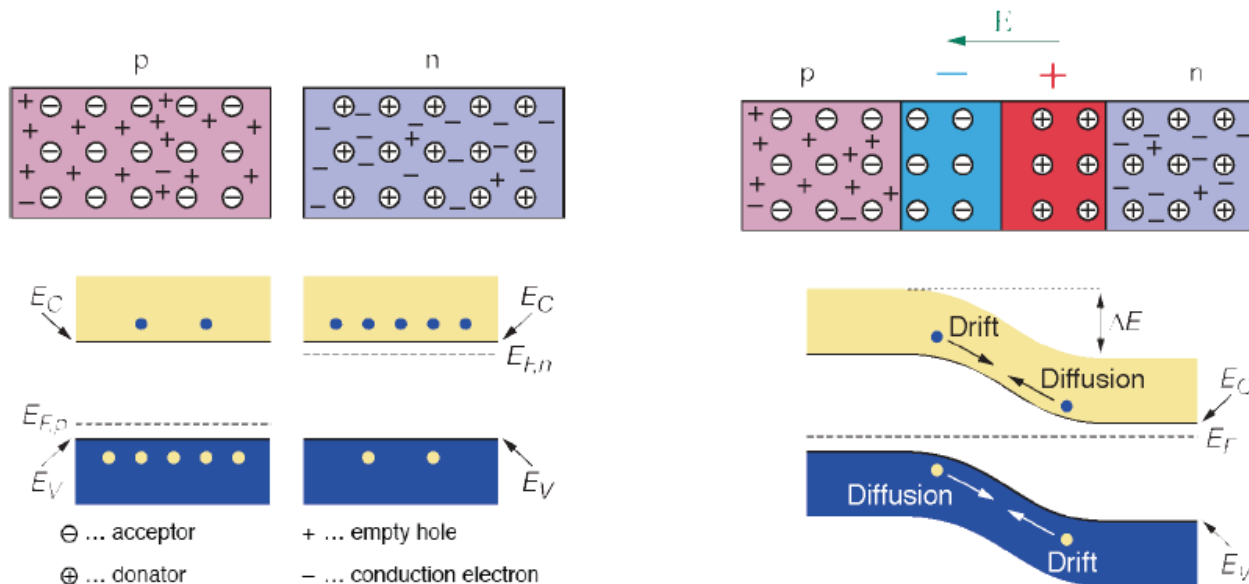 p
n
E_C
E_C
E_F,n
E_F,p
E_V
E_V
⊖ ... acceptor
+ ... empty hole
⊕ ... donator
− ... conduction electron
E
− +
p
n
Drift
ΔE
Diffusion
E_C
E_F
Diffusion
Drift
E_V